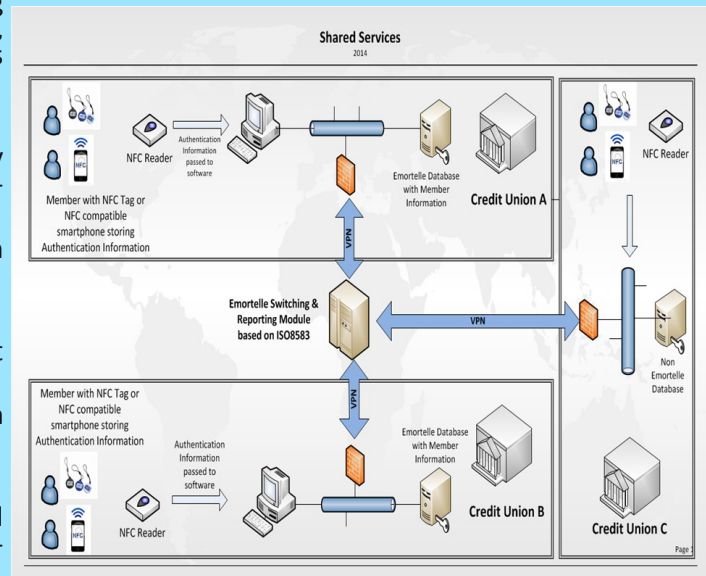 Shared Services
2014
NFC Reader
Authentication
Information
passed to
software
NFC
Member with NFC Tag or
NFC compatible
smartphone storing
Authentication Information
Emortelle Database
with Member
Information
Credit Union A
VPN
NFC
NFC Reader
Emortelle Switching &
Reporting Module
based on ISO8583
VPN
Non
Emortelle
Database
Credit Union C
Member with NFC Tag or
NFC compatible
smartphone storing
Authentication Information
NFC
NFC Reader
Authentication
Information
passed to
software
VPN
Emortelle Database
with Member
Information
Credit Union B
Page 1